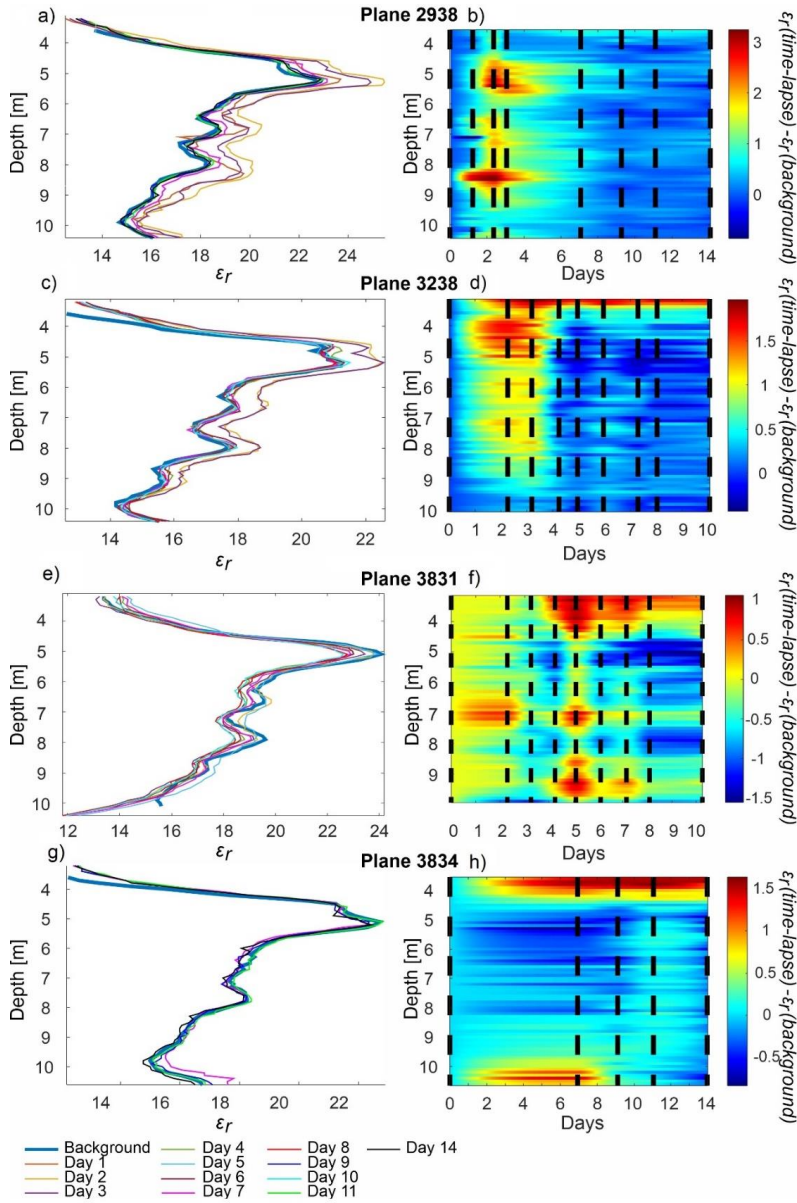 a) Plane 2938 b)
4
5
6
7
8
9
10
Depth [m]
14 16 18 20 22 24
εr
4
5
6
7
8
9
10
Depth [m]
0 2 4 6 8 10 12 14
Days
3
2
1
0
εr(time-lapse) -εr(background)
c) Plane 3238 d)
4
5
6
7
8
9
10
Depth [m]
14 16 18 20 22
εr
4
5
6
7
8
9
10
Depth [m]
0 1 2 3 4 5 6 7 8 9 10
Days
1.5
1
0.5
0
εr(time-lapse) -εr(background)
e) Plane 3831 f)
4
5
6
7
8
9
10
Depth [m]
12 14 16 18 20 22 24
εr
4
5
6
7
8
9
Depth [m]
0 1 2 3 4 5 6 7 8 10
Days
1
0.5
0
-0.5
-1
-1.5
εr(time-lapse) -εr(background)
g) Plane 3834 h)
4
5
6
7
8
9
10
Depth [m]
14 16 18 20 22
εr
4
5
6
7
8
9
10
Depth [m]
0 2 4 6 8 10 12 14
Days
1.5
1
0.5
0
-0.5
εr(time-lapse) -εr(background)
Background Day 4 Day 8 Day 14
Day 1 Day 5 Day 9
Day 2 Day 6 Day 10
Day 3 Day 7 Day 11